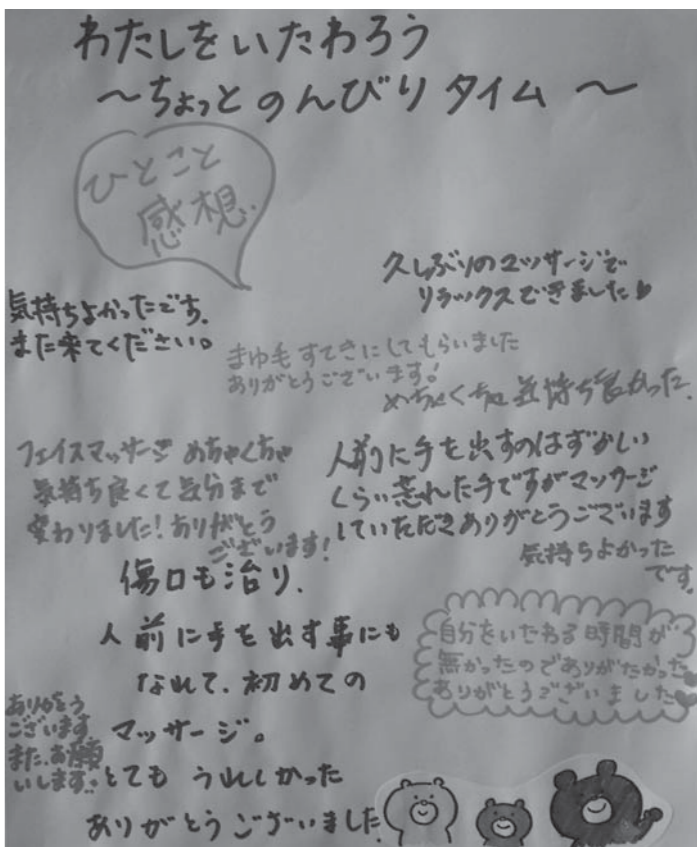 わたしをいたわろう
～ちょっとのんびりタイム～
ひとこと
感想.
久しぶりのマッサージで
リラックスできました♥
気持ちよかったです.
また来てください。
まゆ毛すてきにしてもらいました
ありがとうございます!
めちゃくちゃ気持ち良かった.
フェイスマッサージ めちゃくちゃ
気持ち良くて気分まで
変わりました!ありがとう
ございます!
人前に手を出すのはずかしい
くらい荒れた手ですがマッサージ
していただきありがとうございます
気持ちよかった
です.
傷口も治り.
人前に手を出す事にも
なれて.初めての
マッサージ。
とても うれしかった
ありがとうございました.
自分をいたわる時間が
無かったのでありがたかった
ありがとうございました♥
ありがとう
ございます
また、お願
いします..